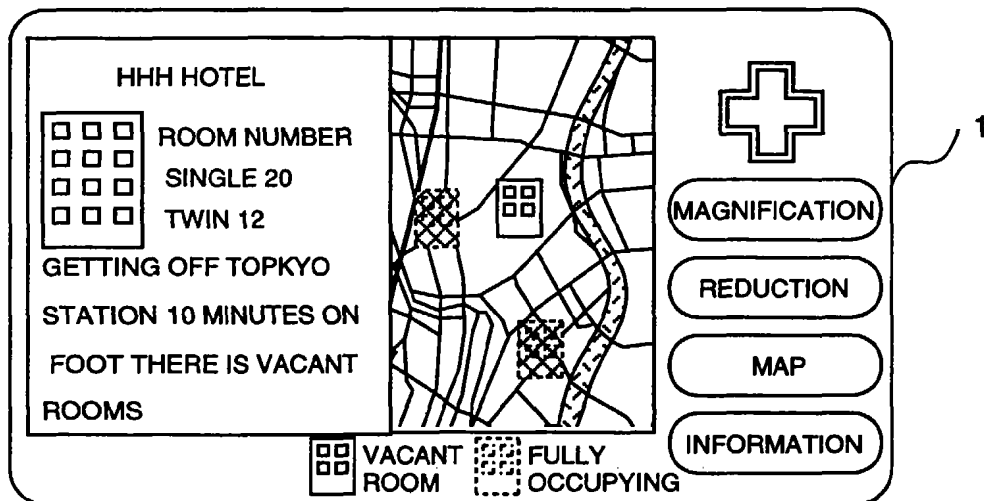 HHH HOTEL
ROOM NUMBER
SINGLE 20
TWIN 12
GETTING OFF TOPKYO
STATION 10 MINUTES ON
FOOT THERE IS VACANT
ROOMS
MAGNIFICATION
REDUCTION
MAP
INFORMATION
VACANT
ROOM
FULLY
OCCUPYING
1